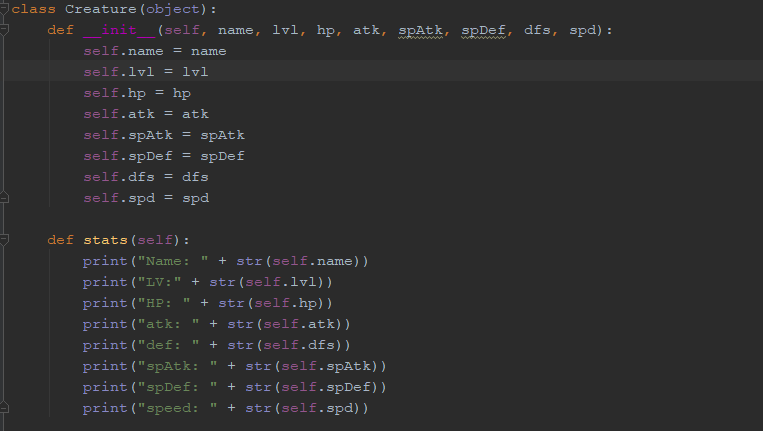 class Creature(object):
    def __init__(self, name, lvl, hp, atk, spAtk, spDef, dfs, spd):
        self.name = name
        self.lvl = lvl
        self.hp = hp
        self.atk = atk
        self.spAtk = spAtk
        self.spDef = spDef
        self.dfs = dfs
        self.spd = spd

    def stats(self):
        print("Name: " + str(self.name))
        print("LV:" + str(self.lvl))
        print("HP: " + str(self.hp))
        print("atk: " + str(self.atk))
        print("def: " + str(self.dfs))
        print("spAtk: " + str(self.spAtk))
        print("spDef: " + str(self.spDef))
        print("speed: " + str(self.spd))